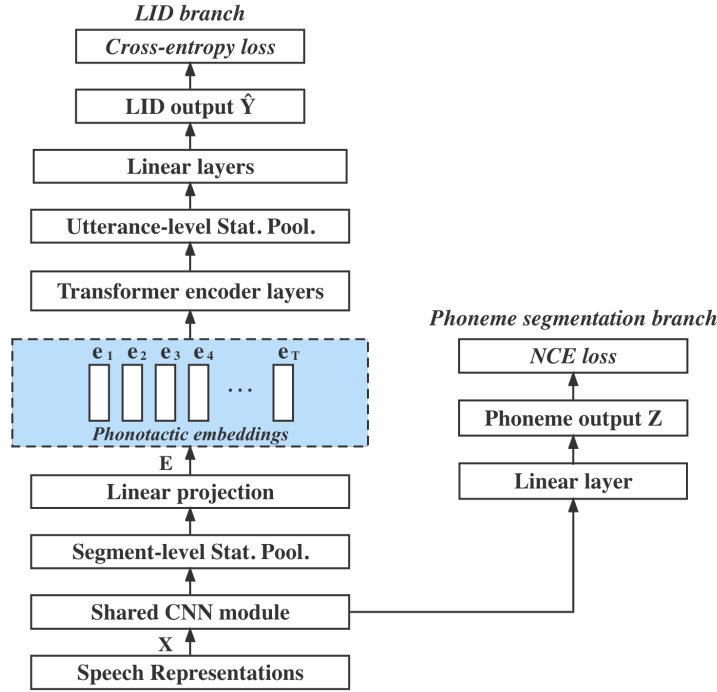 LID branch
Cross-entropy loss
LID output Ŷ
Linear layers
Utterance-level Stat. Pool.
Transformer encoder layers
e1 e2 e3 e4 ... eT
Phonotactic embeddings
E
Linear projection
Segment-level Stat. Pool.
Shared CNN module
X
Speech Representations
Phoneme segmentation branch
NCE loss
Phoneme output Z
Linear layer